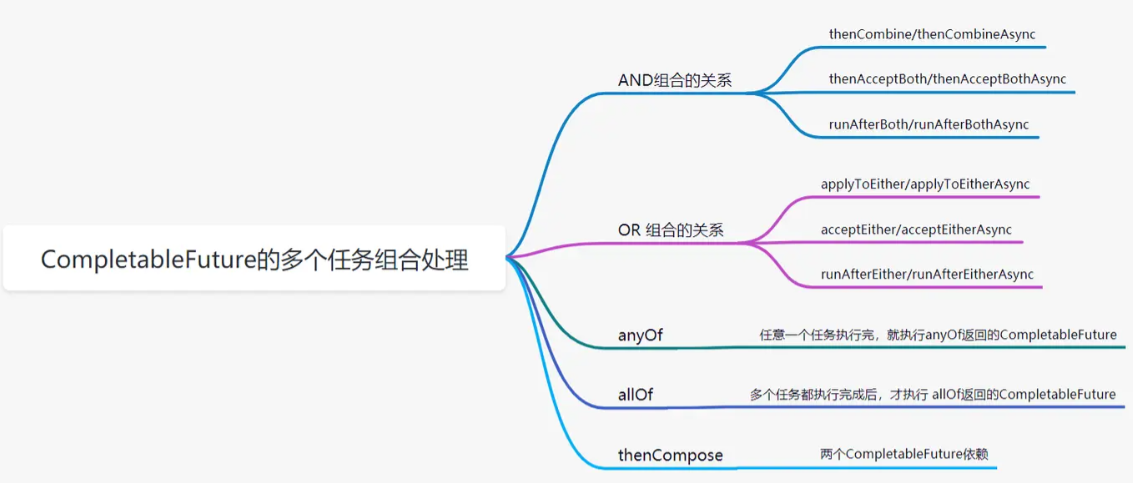 CompletableFuture的多个任务组合处理
AND组合的关系
thenCombine/thenCombineAsync
thenAcceptBoth/thenAcceptBothAsync
runAfterBoth/runAfterBothAsync
OR 组合的关系
applyToEither/applyToEitherAsync
acceptEither/acceptEitherAsync
runAfterEither/runAfterEitherAsync
anyOf
任意一个任务执行完，就执行anyOf返回的CompletableFuture
allOf
多个任务都执行完成后，才执行 allOf返回的CompletableFuture
thenCompose
两个CompletableFuture依赖